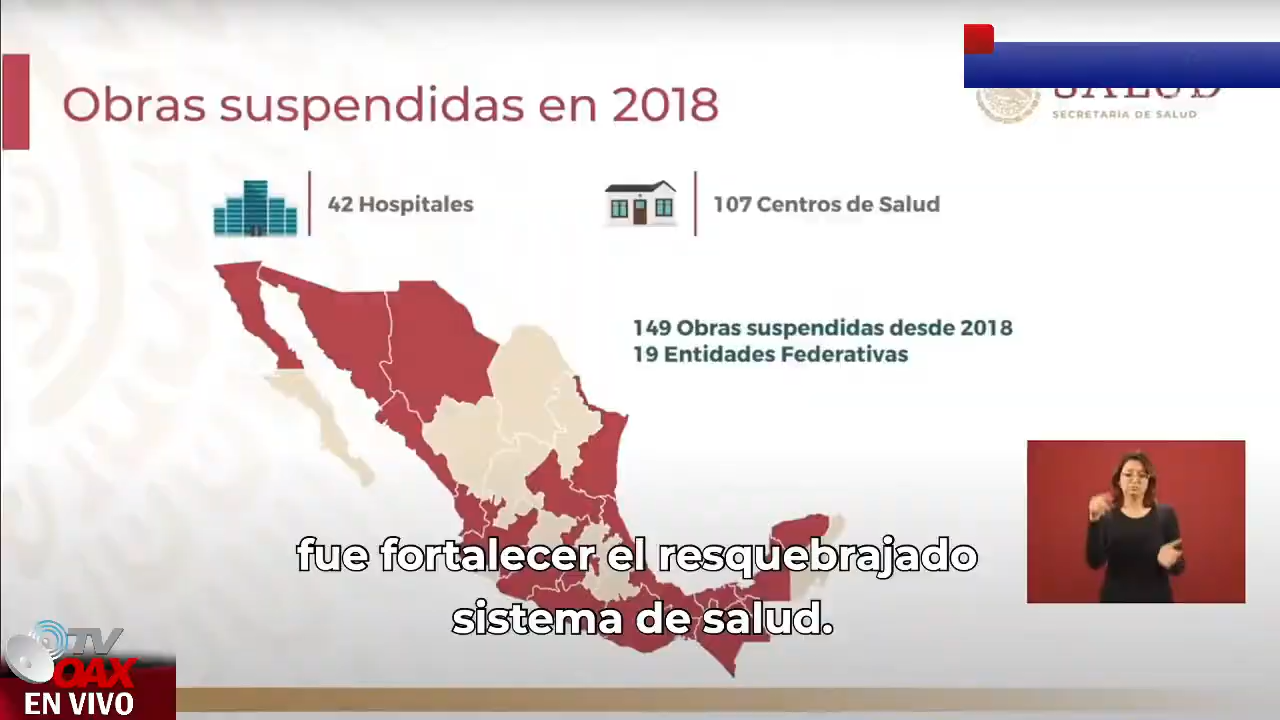 Obras suspendidas en 2018
SALUD
SECRETARÍA DE SALUD
42 Hospitales
107 Centros de Salud
149 Obras suspendidas desde 2018
19 Entidades Federativas
fue fortalecer el resquebrajado
sistema de salud.
TV
OAX
EN VIVO